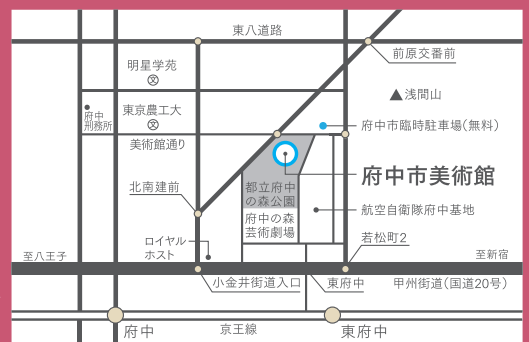 東八道路
前原交番前
明星学苑
文
浅間山
府中
刑務所
東京農工大
文
府中市臨時駐車場(無料)
美術館通り
府中市美術館
北南建前
都立府中
の森公園
航空自衛隊府中基地
府中の森
芸術劇場
ロイヤル
ホスト
若松町2
至八王子
至新宿
小金井街道入口
東府中
甲州街道(国道20号)
府中
京王線
東府中